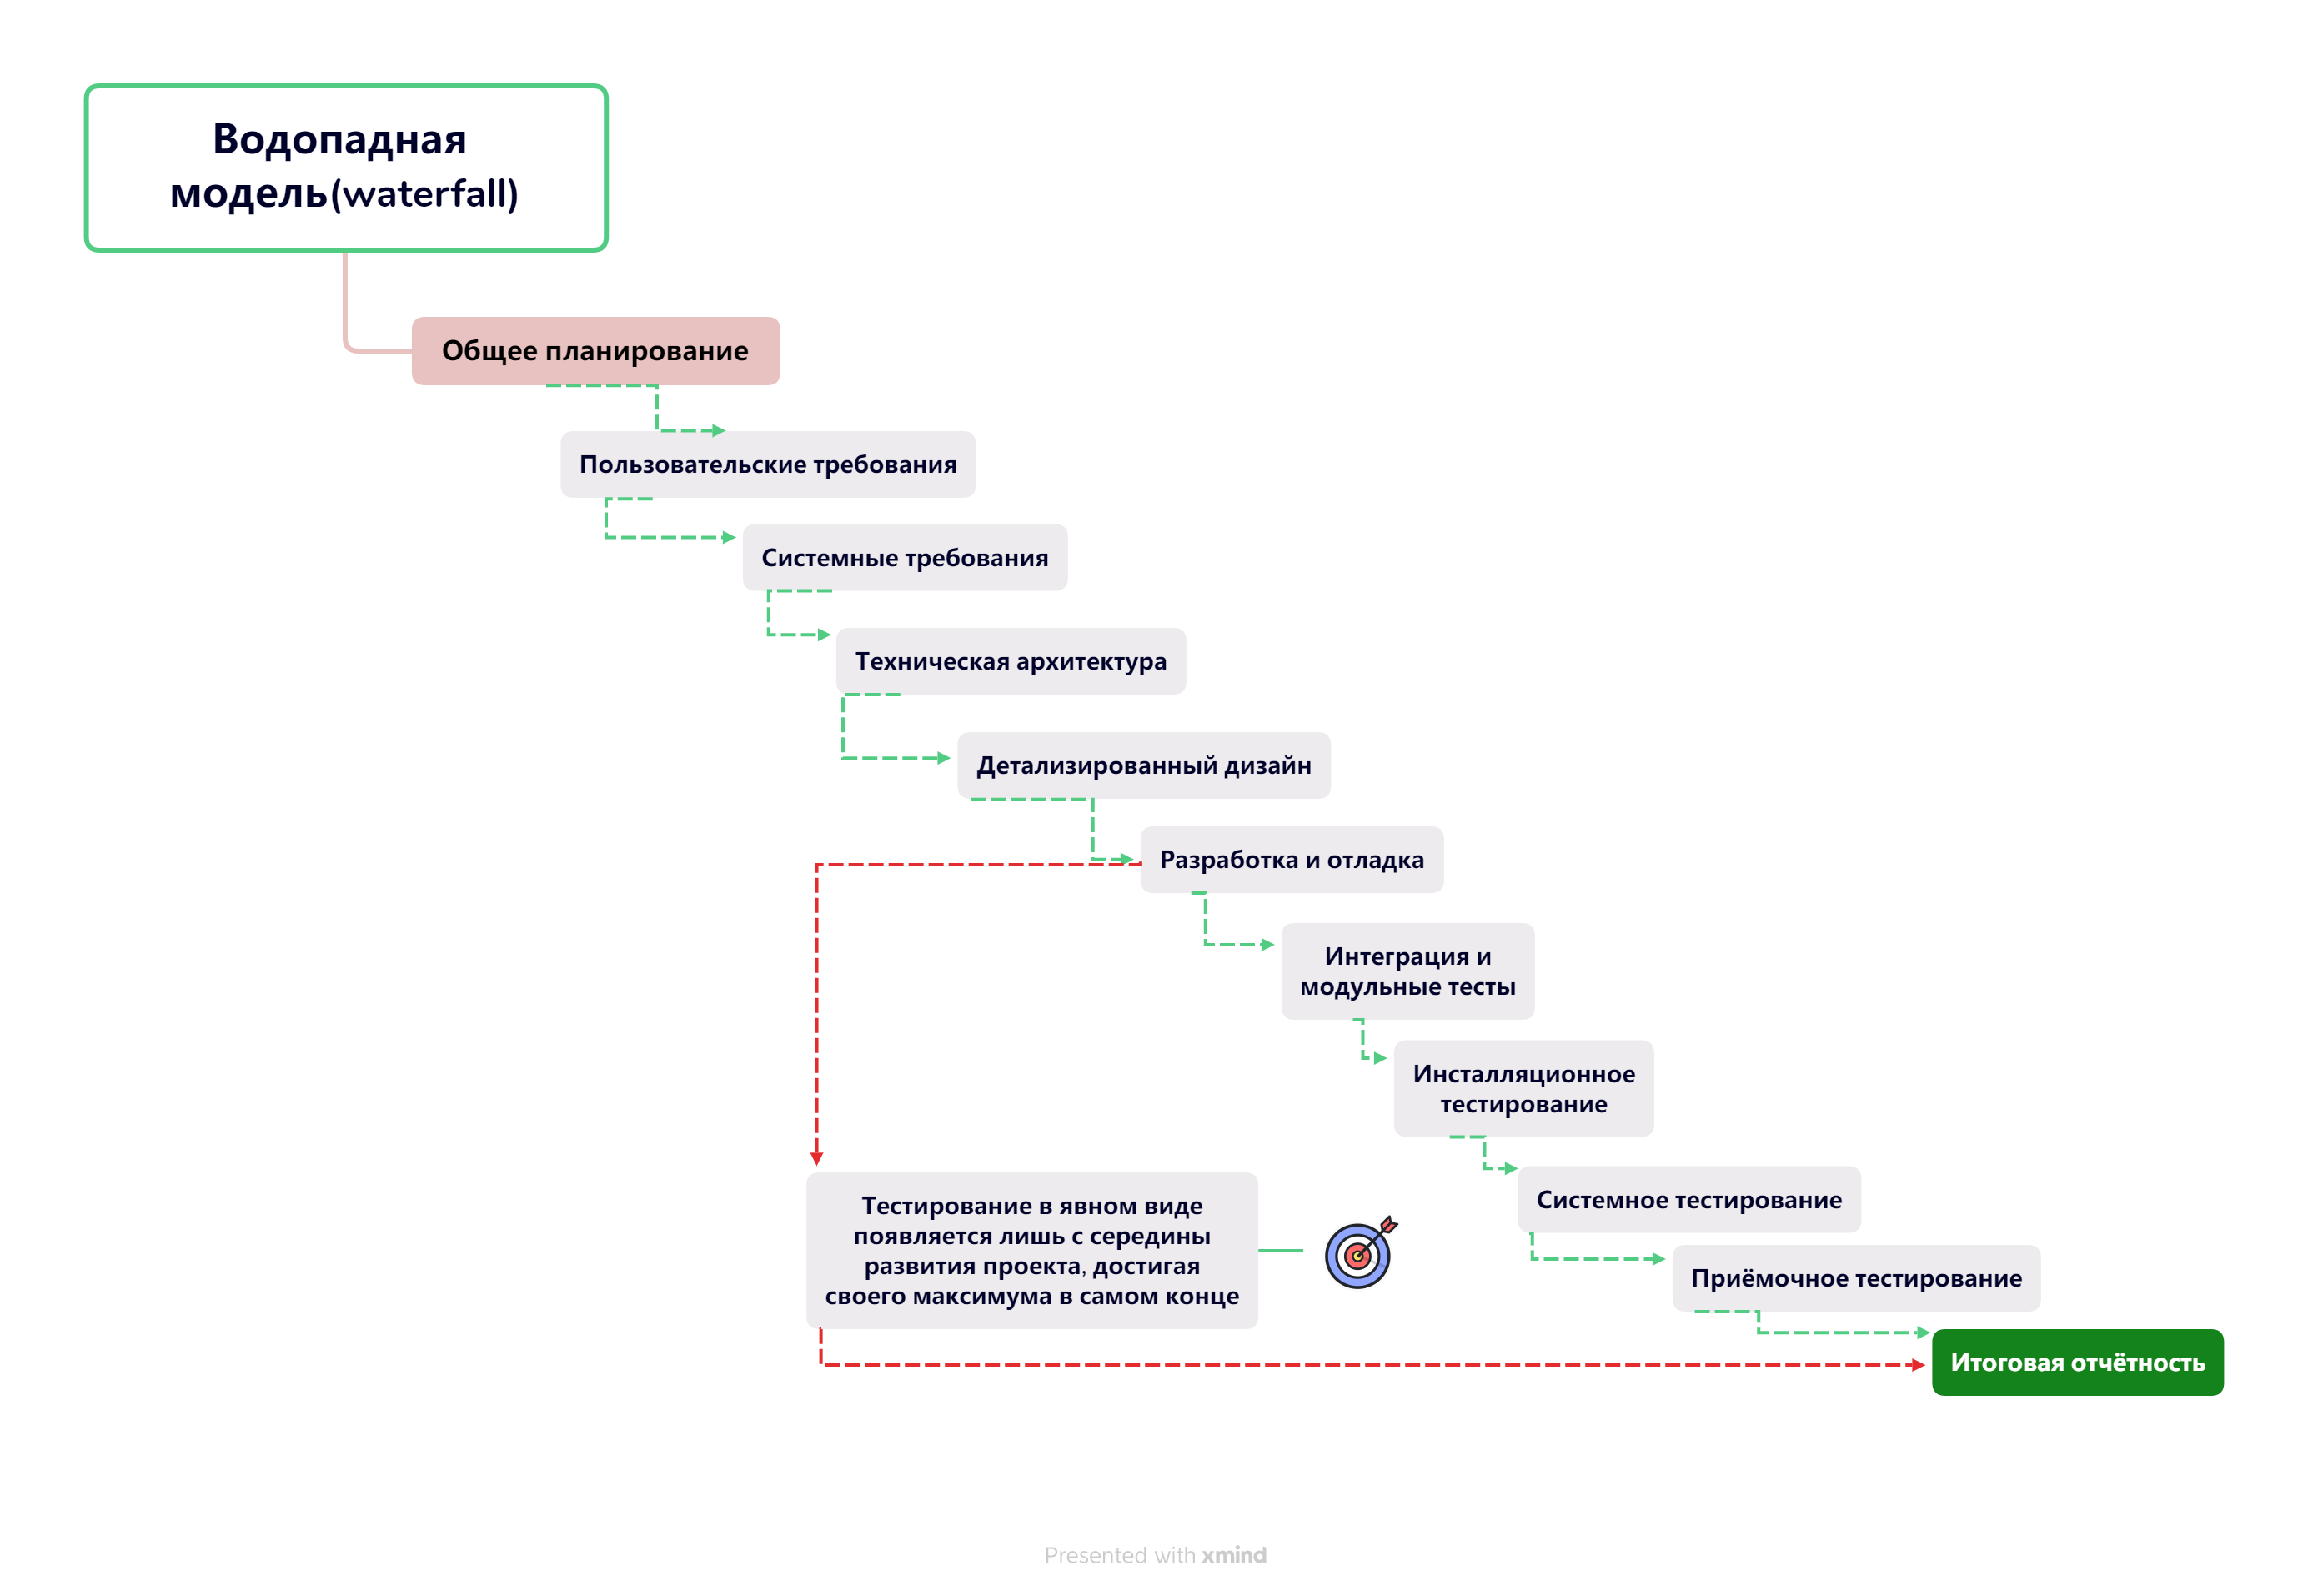 Водопадная
модель(waterfall)
Общее планирование
Пользовательские требования
Системные требования
Техническая архитектура
Детализированный дизайн
Разработка и отладка
Интеграция и
модульные тесты
Инсталляционное
тестирование
Системное тестирование
Тестирование в явном виде
появляется лишь с середины
развития проекта, достигая
своего максимума в самом конце
Приёмочное тестирование
Итоговая отчётность
Presented with xmind